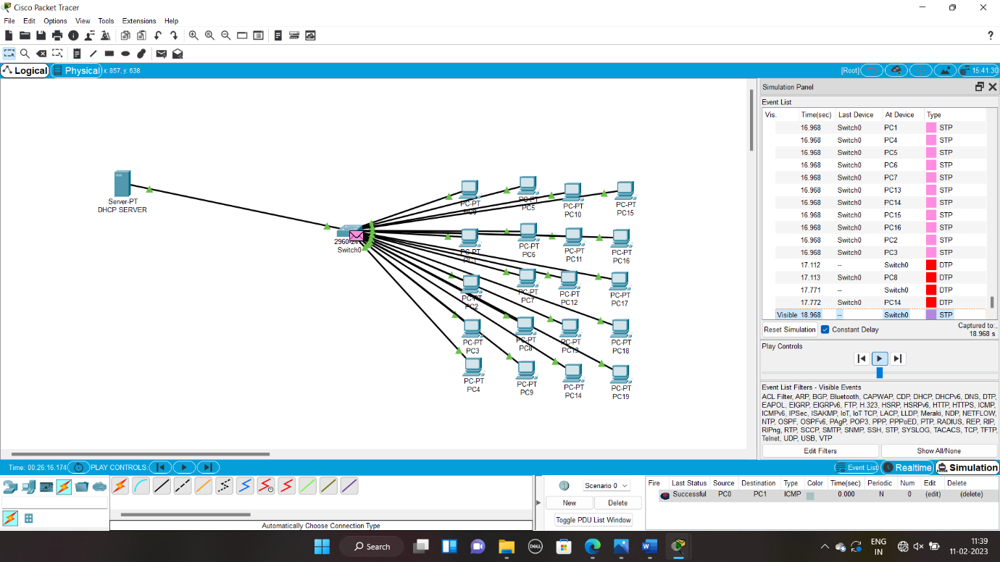 Cisco Packet Tracer
File Edit Options View Tools Extensions Help
?
Logical Physical x: 857, y: 638 [Root] 15:41:30
Simulation Panel
Event List
Vis. Time(sec) Last Device At Device Type
16.968 Switch0 PC1 STP
16.968 Switch0 PC4 STP
16.968 Switch0 PC5 STP
16.968 Switch0 PC6 STP
16.968 Switch0 PC7 STP
16.968 Switch0 PC13 STP
16.968 Switch0 PC14 STP
16.968 Switch0 PC15 STP
16.968 Switch0 PC16 STP
16.968 Switch0 PC2 STP
16.968 Switch0 PC3 STP
17.112 -- Switch0 DTP
17.113 Switch0 PC8 DTP
17.771 -- Switch0 DTP
17.772 Switch0 PC14 DTP
Visible 18.968 -- Switch0 STP
Reset Simulation Constant Delay Captured to:
18.968 s
Play Controls
Event List Filters - Visible Events
ACL Filter, ARP, BGP, Bluetooth, CAPWAP, CDP, DHCP, DHCPv6, DNS, DTP,
EAPOL, EIGRP, EIGRPv6, FTP, H.323, HSRP, HSRPv6, HTTP, HTTPS, ICMP,
ICMPv6, IPSec, ISAKMP, IoT, IoT TCP, LACP, LLDP, Meraki, NDP, NETFLOW,
NTP, OSPF, OSPFv6, PAgP, POP3, PPP, PPPoED, PTP, RADIUS, REP, RIP,
RIPng, RTP, SCCP, SMTP, SNMP, SSH, STP, SYSLOG, TACACS, TCP, TFTP,
Telnet, UDP, USB, VTP
Edit Filters Show All/None
Server-PT
DHCP SERVER
Switch0
PC-PT
PC-PT
PC5
PC-PT
PC10
PC-PT
PC15
PC-PT
PC1
PC-PT
PC6
PC-PT
PC11
PC-PT
PC16
PC-PT
PC2
PC-PT
PC7
PC-PT
PC12
PC-PT
PC17
PC-PT
PC3
PC-PT
PC8
PC-PT
PC13
PC-PT
PC18
PC-PT
PC4
PC-PT
PC9
PC-PT
PC14
PC-PT
PC19
Time: 00:26:16.174 PLAY CONTROLS: Event List Realtime Simulation
Automatically Choose Connection Type
Scenario 0
New Delete
Toggle PDU List Window
Fire Last Status Source Destination Type Color Time(sec) Periodic Num Edit Delete
Successful PC0 PC1 ICMP 0.000 N 0 (edit) (delete)
Search DELL W ENG
IN
11:39
11-02-2023